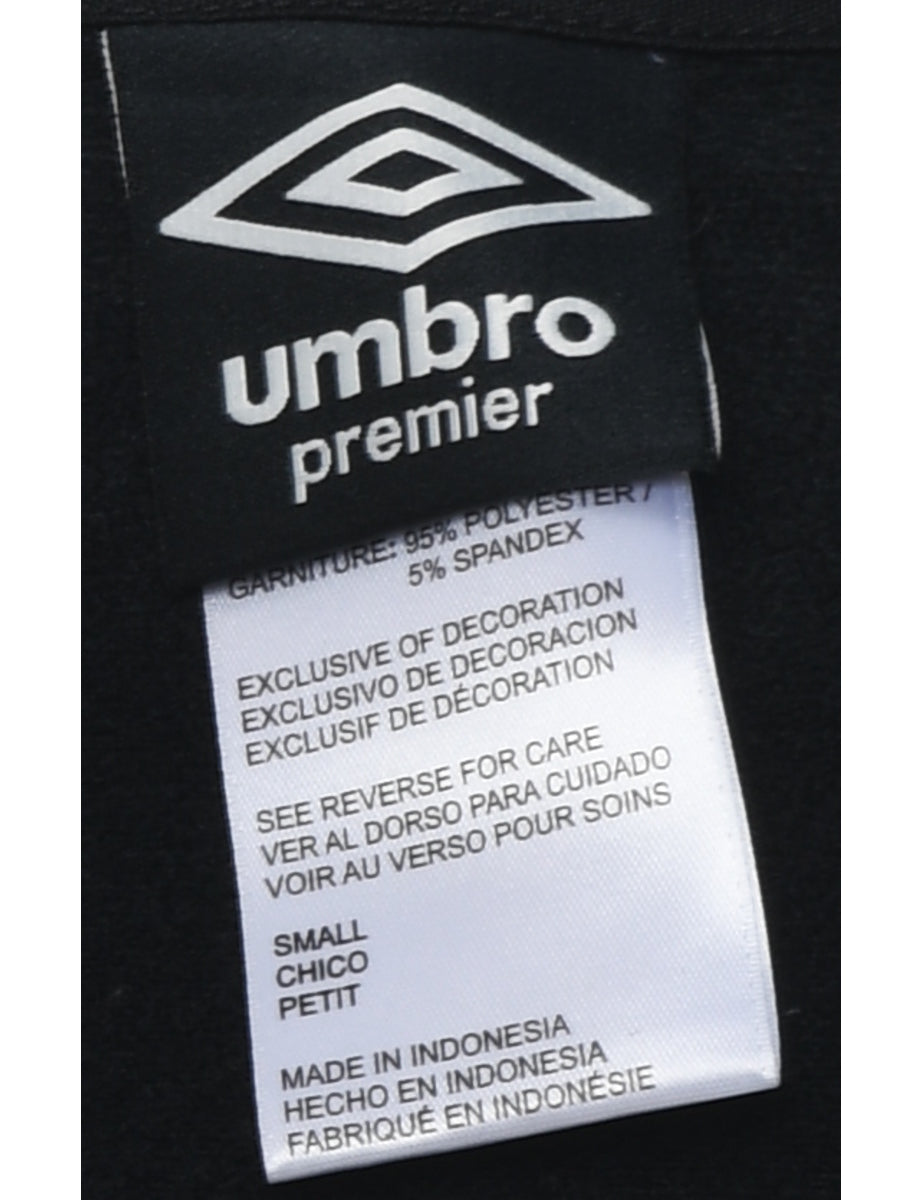 umbro
premier
GARNITURE: 95% POLYESTER /
5% SPANDEX
EXCLUSIVE OF DECORATION
EXCLUSIVO DE DECORACION
EXCLUSIF DE DÉCORATION
SEE REVERSE FOR CARE
VER AL DORSO PARA CUIDADO
VOIR AU VERSO POUR SOINS
SMALL
CHICO
PETIT
MADE IN INDONESIA
HECHO EN INDONESIA
FABRIQUÉ EN INDONÉSIE